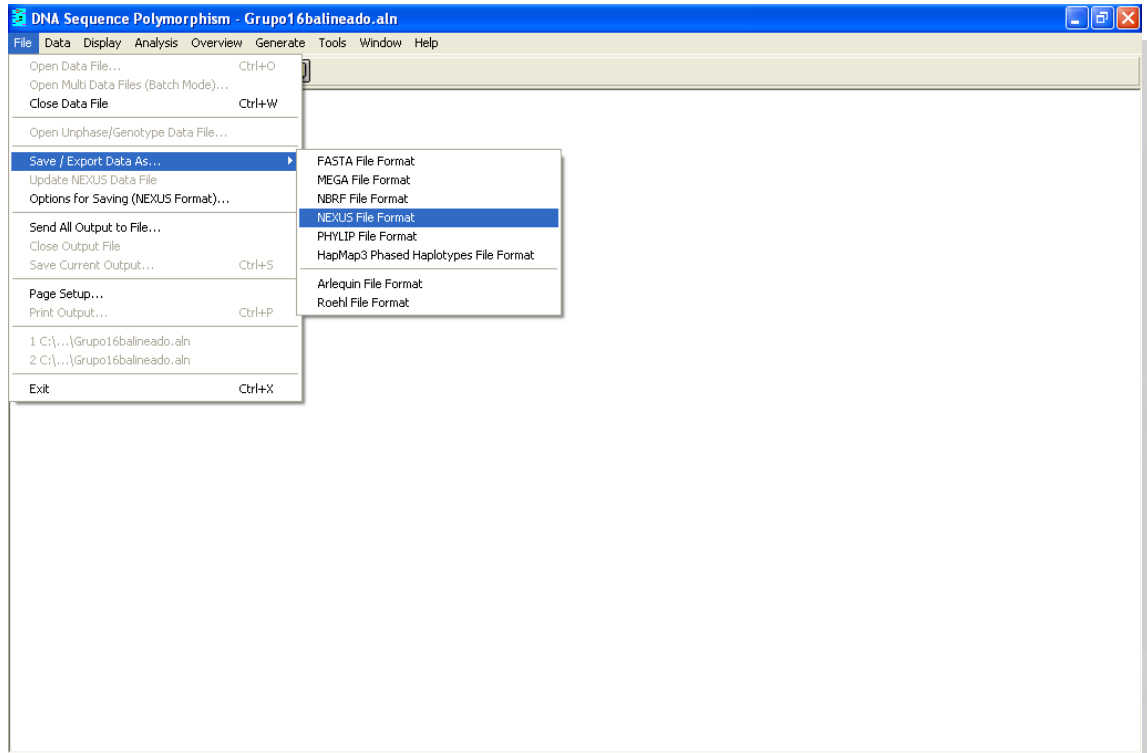 DNA Sequence Polymorphism - Grupo16balineado.aln
File Data Display Analysis Overview Generate Tools Window Help
Open Data File... Ctrl+O
Open Multi Data Files (Batch Mode)...
Close Data File Ctrl+W
Open Unphase/Genotype Data File...
Save / Export Data As...
Update NEXUS Data File
Options for Saving (NEXUS Format)...
Send All Output to File...
Close Output File
Save Current Output... Ctrl+S
Page Setup...
Print Output... Ctrl+P
1 C:\...\Grupo16balineado.aln
2 C:\...\Grupo16balineado.aln
Exit Ctrl+X
FASTA File Format
MEGA File Format
NBRF File Format
NEXUS File Format
PHYLIP File Format
HapMap3 Phased Haplotypes File Format
Arlequin File Format
Roehl File Format